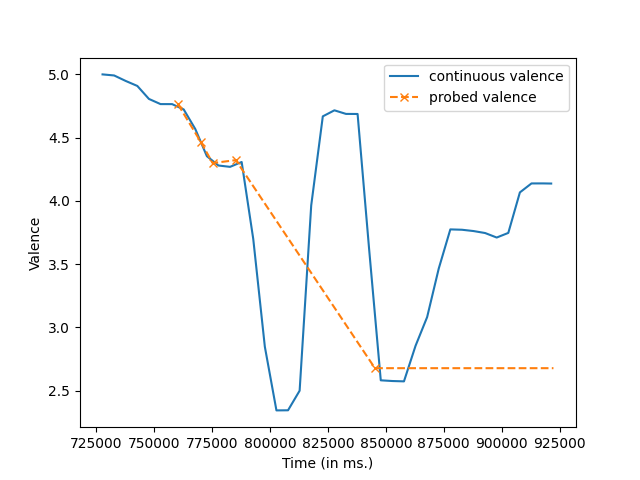 continuous valence
probed valence
5.0
4.5
4.0
3.5
3.0
2.5
Valence
725000 750000 775000 800000 825000 850000 875000 900000 925000
Time (in ms.)